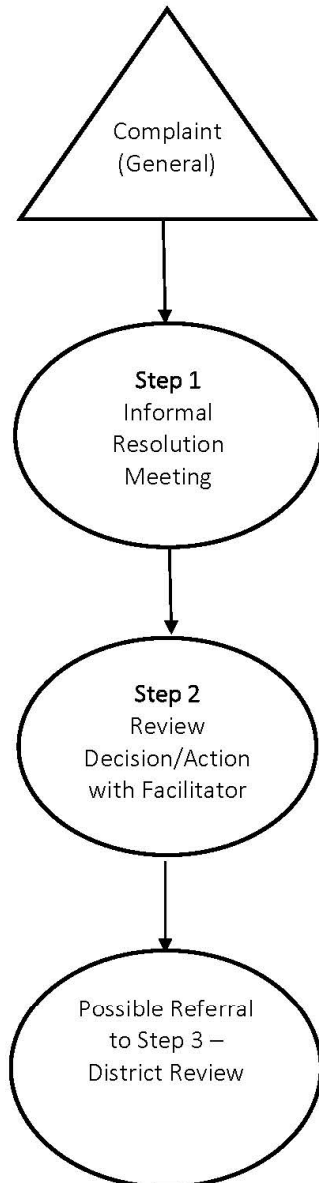 Complaint
(General)
Step 1
Informal
Resolution
Meeting
Step 2
Review
Decision/Action
with Facilitator
Possible Referral
to Step 3 –
District Review